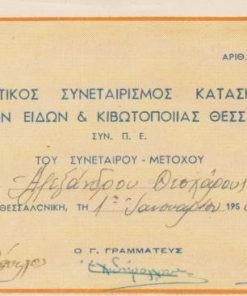 ΑΡΙΘ.
ΤΙΚΟΣ ΣΥΝΕΤΑΙΡΙΣΜΟΣ ΚΑΤΑΣΚ
Ν ΕΙΔΩΝ & ΚΙΒΩΤΟΠΟΙΙΑΣ ΘΕΣΣ
ΣΥΝ. Π. Ε.
ΤΟΥ ΣΥΝΕΤΑΙΡΟΥ - ΜΕΤΟΧΟΥ
Αλεξάνδρου
ΘΕΣΣΑΛΟΝΙΚΗ, ΤΗ 1η Ιανουαρίου 195
Ο Γ. ΓΡΑΜΜΑΤΕΥΣ